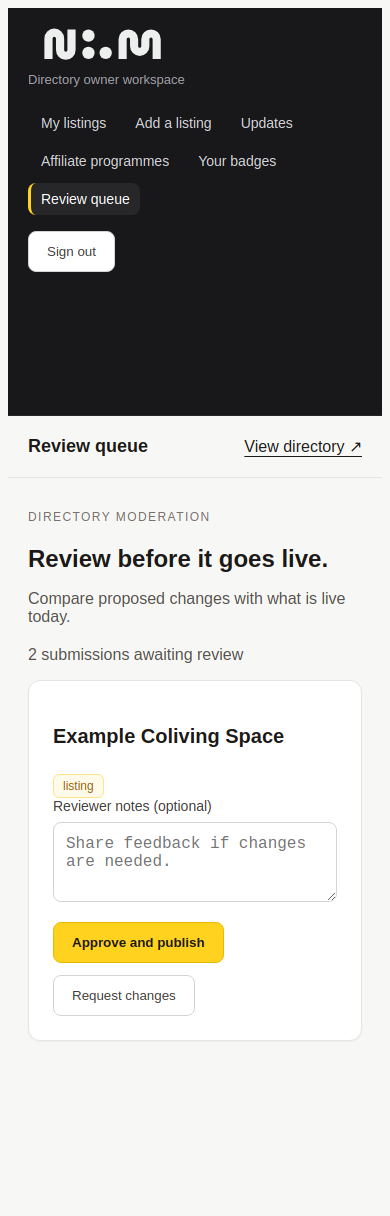 Directory owner workspace
My listings
Add a listing
Updates
Affiliate programmes
Your badges
Review queue
Sign out
Review queue
View directory ↗
DIRECTORY MODERATION
Review before it goes live.
Compare proposed changes with what is live
today.
2 submissions awaiting review
Example Coliving Space
listing
Reviewer notes (optional)
Share feedback if changes
are needed.
Approve and publish
Request changes